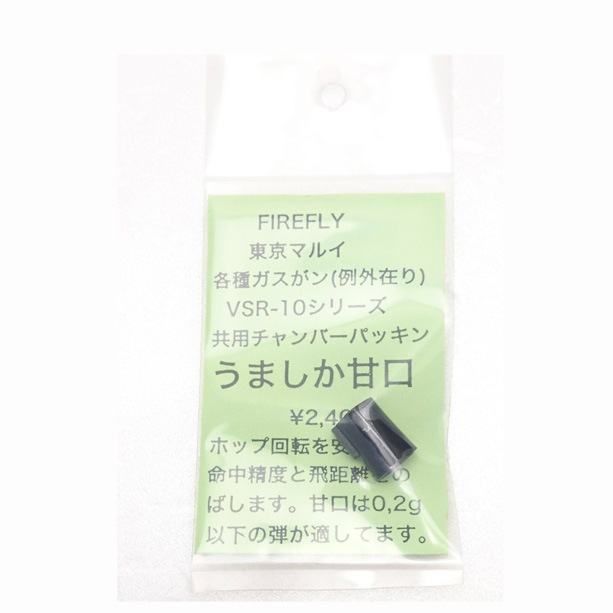 FIREFLY
東京マルイ
各種ガスがン(例外在り)
VSR-10シリーズ
共用チャンバーパッキン
うましか甘口
¥2,40
ホップ回転を安
命中精度と飛距離をの
ばします。甘口は0,2g
以下の弾が適してます。